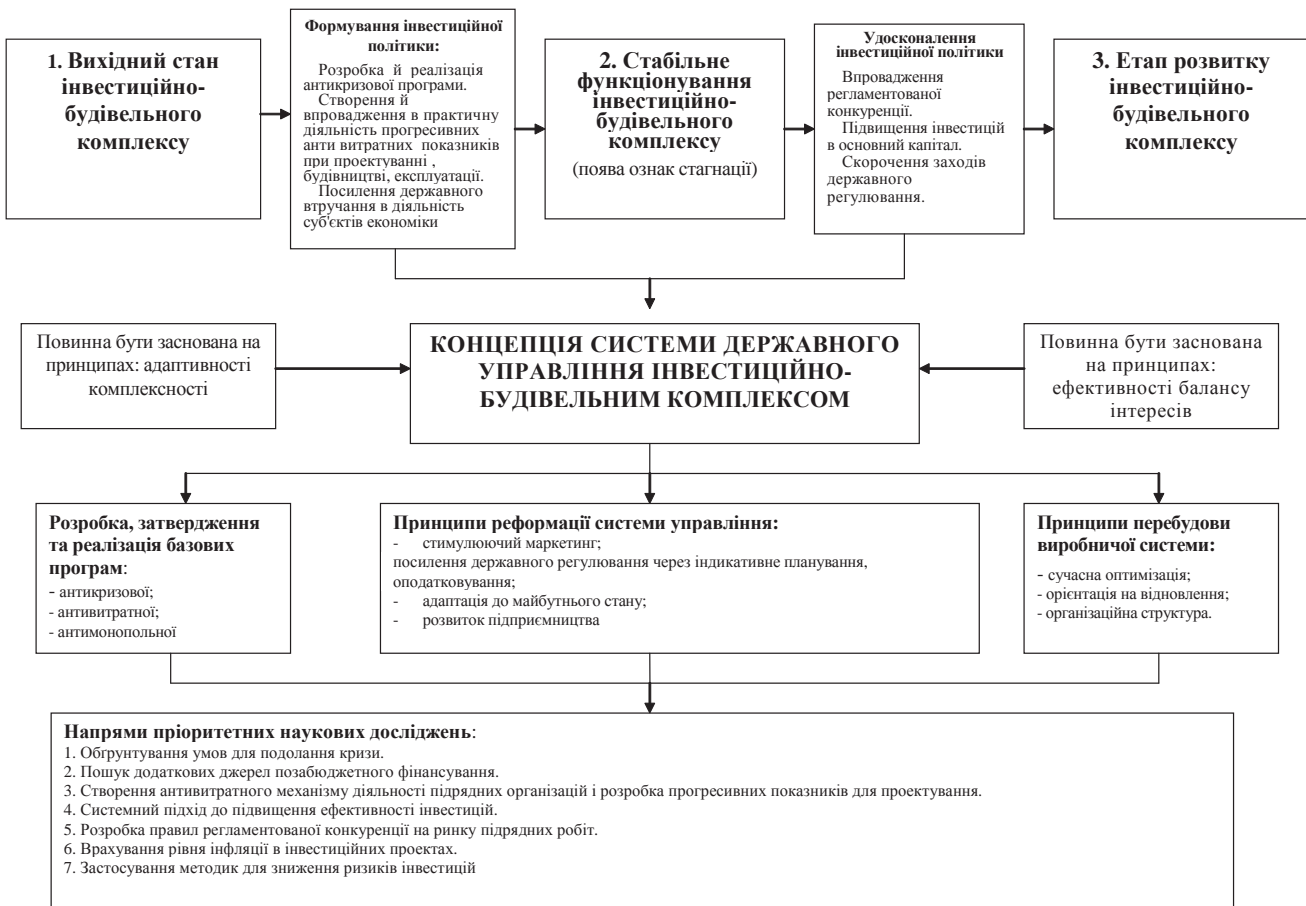 1. Вихідний стан
інвестиційно-
будівельного
комплексу
Формування інвестиційної
політики:
Розробка й реалізація
антикризової програми.
Створення й
впровадження в практичну
діяльність прогресивних
анти витратних показників
при проектуванні ,
будівництві, експлуатації.
Посилення державного
втручання в діяльність
суб'єктів економіки
2. Стабільне
функціонування
інвестиційно-
будівельного
комплексу
(поява ознак стагнації)
Удосконалення
інвестиційної політики
Впровадження
регламентованої
конкуренції.
Підвищення інвестицій
в основний капітал.
Скорочення заходів
державного
регулювання.
3. Етап розвитку
інвестиційно-
будівельного
комплексу
Повинна бути заснована на
принципах: адаптивності
комплексності
КОНЦЕПЦІЯ СИСТЕМИ ДЕРЖАВНОГО
УПРАВЛІННЯ ІНВЕСТИЦІЙНО-
БУДІВЕЛЬНИМ КОМПЛЕКСОМ
Повинна бути заснована
на принципах:
ефективності балансу
інтересів
Розробка, затвердження
та реалізація базових
програм:
- антикризової;
- антивитратної;
- антимонопольної
Принципи реформації системи управління:
- стимулюючий маркетинг;
посилення державного регулювання через індикативне планування,
оподатковування;
- адаптація до майбутнього стану;
- розвиток підприємництва
Принципи перебудови
виробничої системи:
- сучасна оптимізація;
- орієнтація на відновлення;
- організаційна структура.
Напрями пріоритетних наукових досліджень:
1. Обґрунтування умов для подолання кризи.
2. Пошук додаткових джерел позабюджетного фінансування.
3. Створення антивитратного механізму діяльності підрядних організацій і розробка прогресивних показників для проектування.
4. Системний підхід до підвищення ефективності інвестицій.
5. Розробка правил регламентованої конкуренції на ринку підрядних робіт.
6. Врахування рівня інфляції в інвестиційних проектах.
7. Застосування методик для зниження ризиків інвестицій